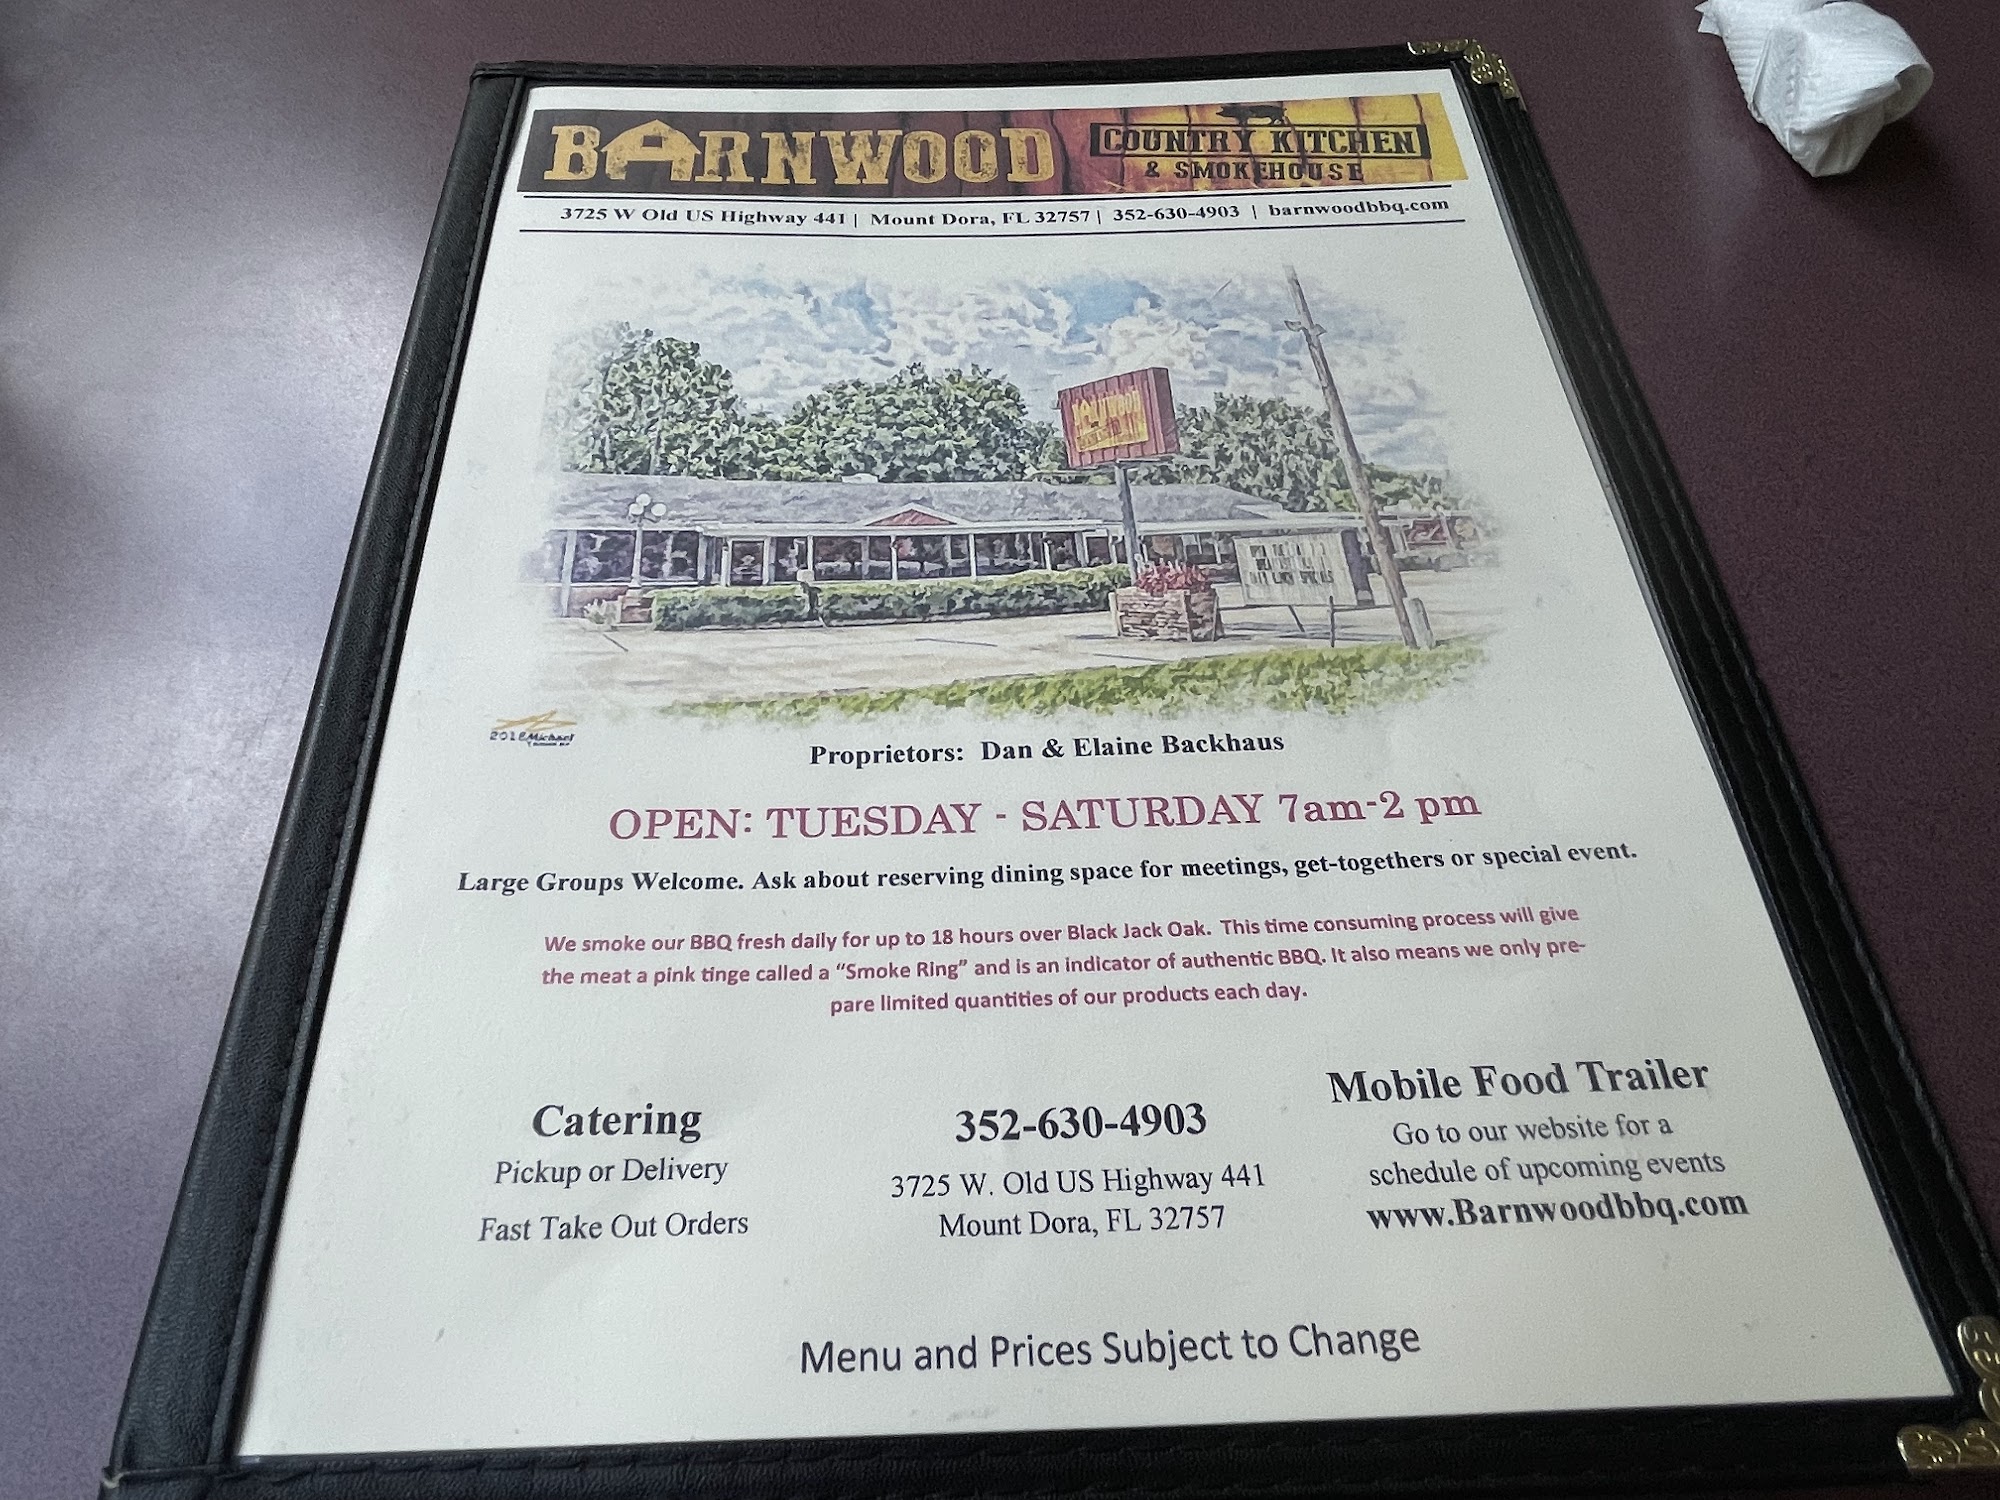 BARNWOOD
COUNTRY KITCHEN
& SMOKEHOUSE
3725 W Old US Highway 441 | Mount Dora, FL 32757 | 352-630-4903 | barnwoodbbq.com
BARNWOOD
2018 Michael
Proprietors: Dan & Elaine Backhaus
OPEN: TUESDAY - SATURDAY 7am-2 pm
Large Groups Welcome. Ask about reserving dining space for meetings, get-togethers or special event.
We smoke our BBQ fresh daily for up to 18 hours over Black Jack Oak. This time consuming process will give
the meat a pink tinge called a “Smoke Ring” and is an indicator of authentic BBQ. It also means we only pre-
pare limited quantities of our products each day.
Catering
Pickup or Delivery
Fast Take Out Orders
352-630-4903
3725 W. Old US Highway 441
Mount Dora, FL 32757
Mobile Food Trailer
Go to our website for a
schedule of upcoming events
www.Barnwoodbbq.com
Menu and Prices Subject to Change